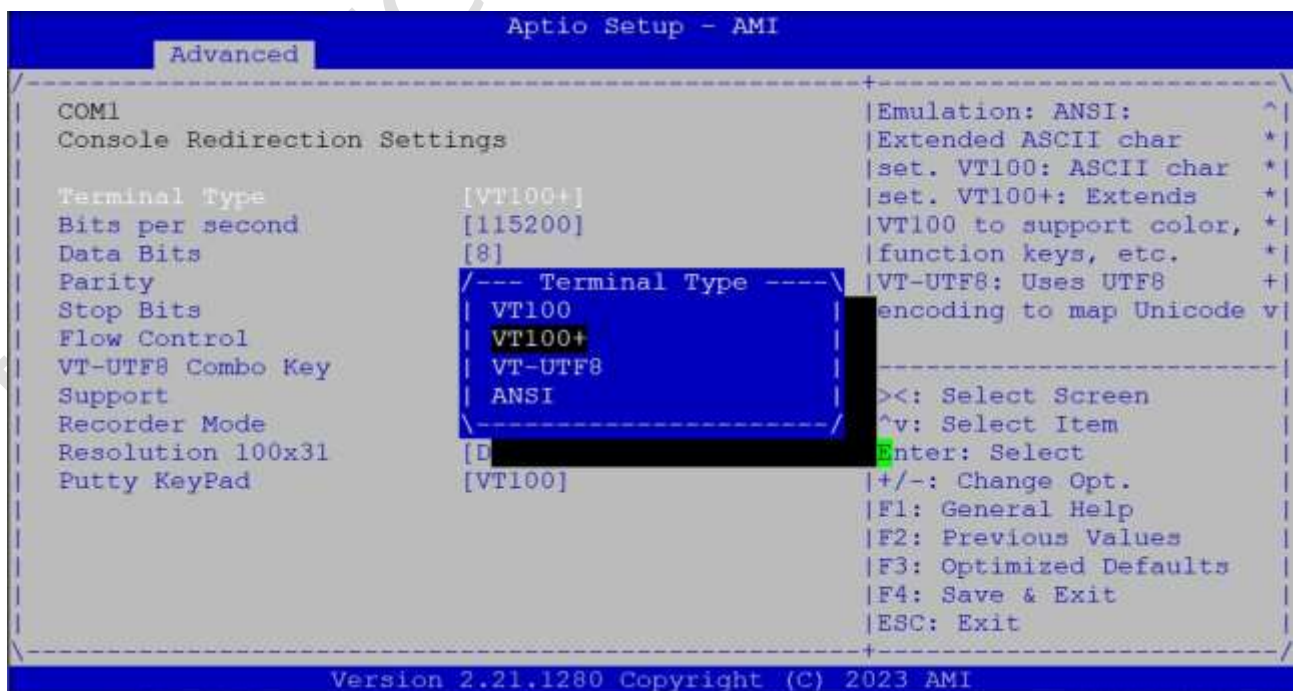 Aptio Setup - AMI
Advanced
/------------------------------------------------------+-------------------------\
| COM1 |Emulation: ANSI: ^|
| Console Redirection Settings |Extended ASCII char *|
| |set. VT100: ASCII char *|
| Terminal Type [VT100+] |set. VT100+: Extends *|
| Bits per second [115200] |VT100 to support color, *|
| Data Bits [8] |function keys, etc. *|
| Parity /--- Terminal Type ----\ |VT-UTF8: Uses UTF8 +|
| Stop Bits | VT100 | encoding to map Unicode v|
| Flow Control | VT100+ | |
| VT-UTF8 Combo Key | VT-UTF8 | -------------------------|
| Support | ANSI | ><: Select Screen |
| Recorder Mode \----------------------/ ^v: Select Item |
| Resolution 100x31 [D Enter: Select |
| Putty KeyPad [VT100] |+/-: Change Opt. |
| |F1: General Help |
| |F2: Previous Values |
| |F3: Optimized Defaults |
| |F4: Save & Exit |
| |ESC: Exit |
\------------------------------------------------------+-------------------------/
Version 2.21.1280 Copyright (C) 2023 AMI